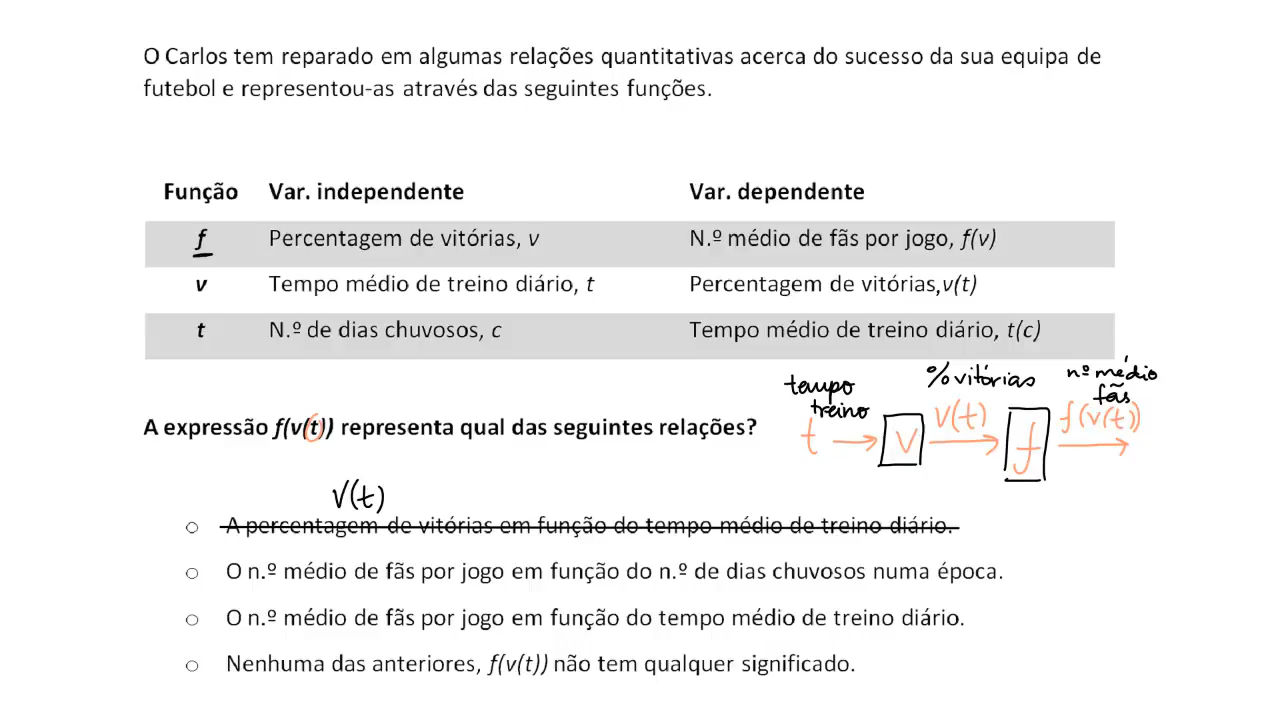 O Carlos tem reparado em algumas relações quantitativas acerca do sucesso da sua equipa de
futebol e representou-as através das seguintes funções.
Função Var. independente Var. dependente
f Percentagem de vitórias, v N.º médio de fãs por jogo, f(v)
v Tempo médio de treino diário, t Percentagem de vitórias,v(t)
t N.º de dias chuvosos, c Tempo médio de treino diário, t(c)
tempo treino % vitórias nº médio fãs
A expressão f(v(t)) representa qual das seguintes relações?
t → v v(t) → f f(v(t)) →
v(t)
A percentagem de vitórias em função do tempo médio de treino diário.
O n.º médio de fãs por jogo em função do n.º de dias chuvosos numa época.
O n.º médio de fãs por jogo em função do tempo médio de treino diário.
Nenhuma das anteriores, f(v(t)) não tem qualquer significado.